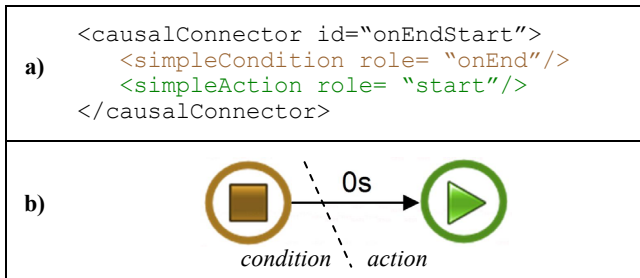 a)
<causalConnector id=“onEndStart”>
<simpleCondition role= “onEnd”/>
<simpleAction role= “start”/>
</causalConnector>
b)
0s
condition action